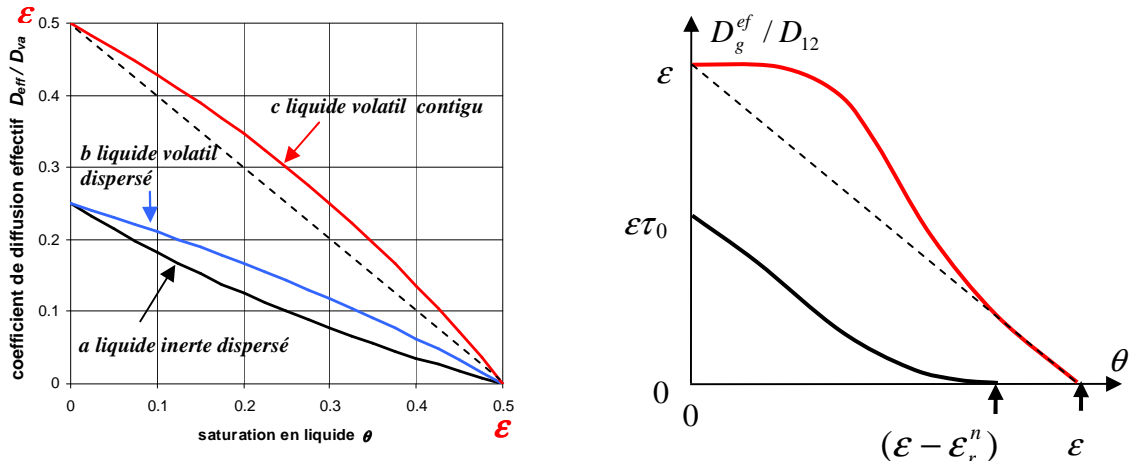 ε
0.5
0.4
0.3
0.2
0.1
0
coefficient de diffusion effectif D_eff / D_va
c liquide volatil contigu
b liquide volatil
dispersé
a liquide inerte dispersé
0 0.1 0.2 0.3 0.4 0.5
saturation en liquide θ
ε
D_g^ef / D_12
ε
ετ_0
0
0
θ
(ε − ε_r^n)
ε